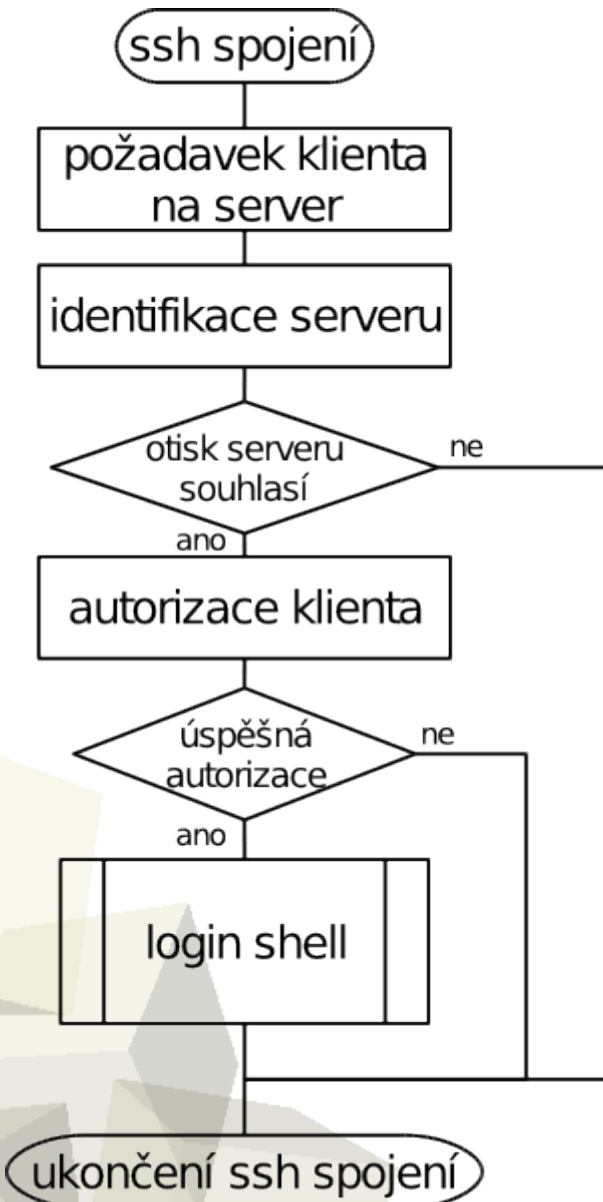 ssh spojení
požadavek klienta
na server
identifikace serveru
otisk serveru
souhlasí
ne
ano
autorizace klienta
úspěšná
autorizace
ne
ano
login shell
ukončení ssh spojení